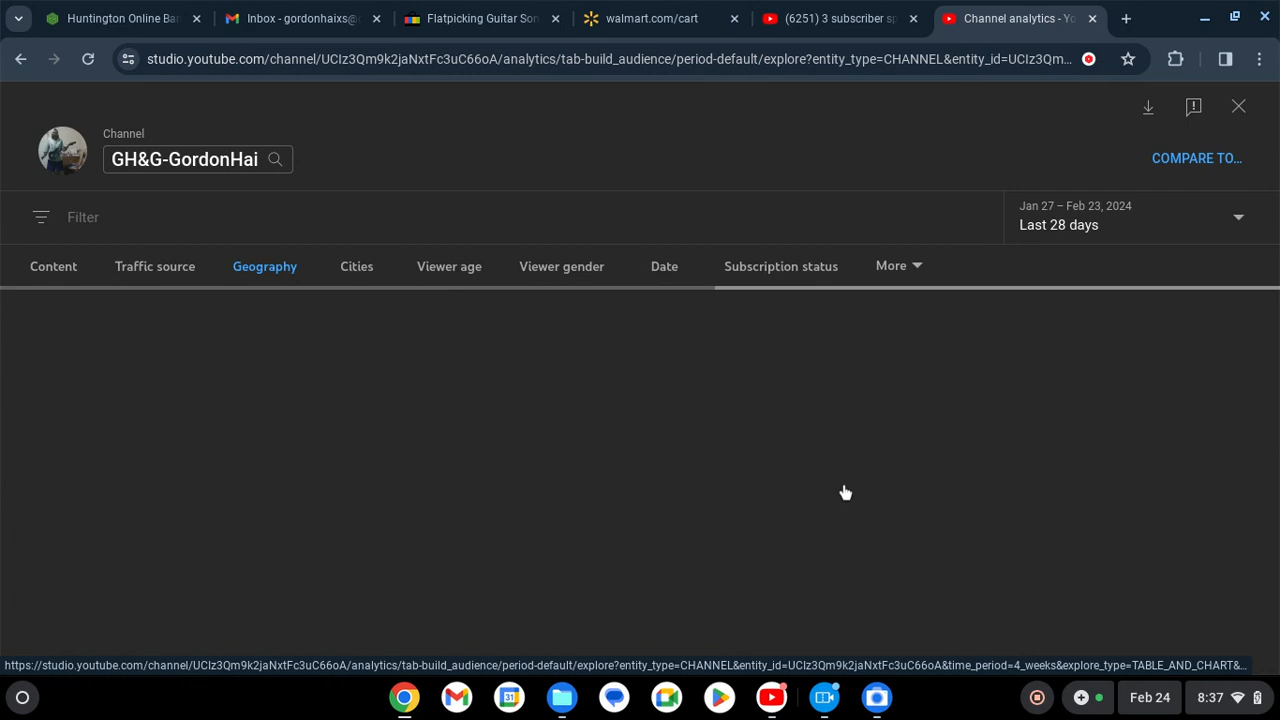 Huntington Online Ba
Inbox - gordonhaixs@
Flatpicking Guitar Son
walmart.com/cart
(6251) 3 subscriber sp
Channel analytics - Yo
studio.youtube.com/channel/UCIz3Qm9k2jaNxtFc3uC66oA/analytics/tab-build_audience/period-default/explore?entity_type=CHANNEL&entity_id=UCIz3Qm...
Channel
GH&G-GordonHai
COMPARE TO...
Filter
Jan 27 – Feb 23, 2024
Last 28 days
Content Traffic source Geography Cities Viewer age Viewer gender Date Subscription status More
https://studio.youtube.com/channel/UCIz3Qm9k2jaNxtFc3uC66oA/analytics/tab-build_audience/period-default/explore?entity_type=CHANNEL&entity_id=UCIz3Qm9k2jaNxtFc3uC66oA&time_period=4_weeks&explore_type=TABLE_AND_CHART&...
31
Feb 24
8:37